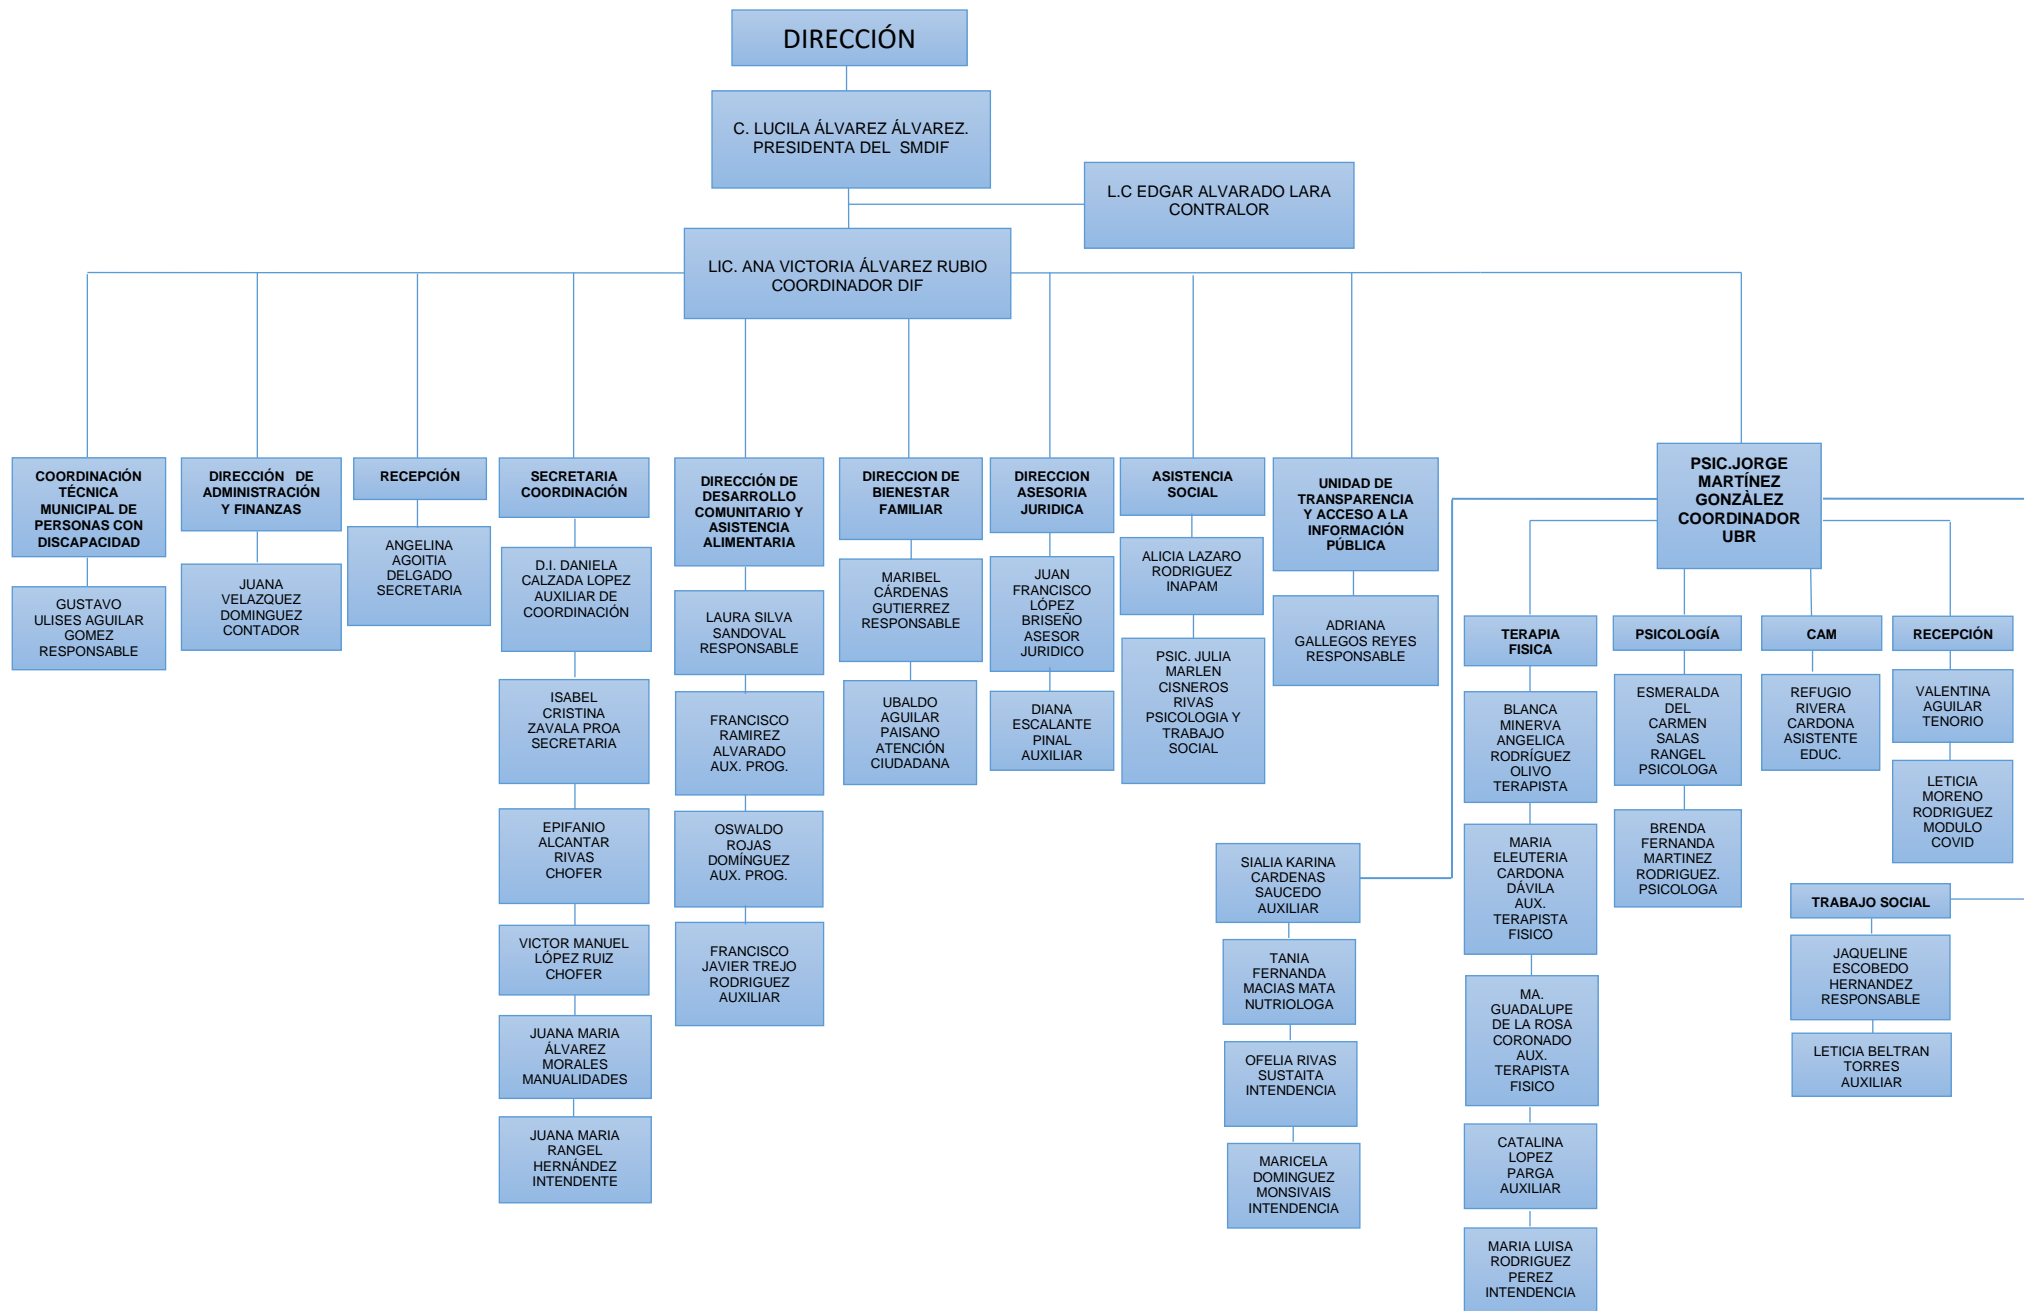 DIRECCIÓN
C. LUCILA ÁLVAREZ ÁLVAREZ.
PRESIDENTA DEL  SMDIF
L.C EDGAR ALVARADO LARA
CONTRALOR
LIC. ANA VICTORIA ÁLVAREZ RUBIO
COORDINADOR DIF
COORDINACIÓN
TÉCNICA
MUNICIPAL DE
PERSONAS CON
DISCAPACIDAD
GUSTAVO
ULISES AGUILAR
GOMEZ
RESPONSABLE
DIRECCIÓN   DE
ADMINISTRACIÓN
Y FINANZAS
JUANA
VELAZQUEZ
DOMINGUEZ
CONTADOR
RECEPCIÓN
ANGELINA
AGOITIA
DELGADO
SECRETARIA
SECRETARIA
COORDINACIÓN
D.I. DANIELA
CALZADA LOPEZ
AUXILIAR DE
COORDINACIÓN
ISABEL
CRISTINA
ZAVALA PROA
SECRETARIA
EPIFANIO
ALCANTAR
RIVAS
CHOFER
VICTOR MANUEL
LÓPEZ RUIZ
CHOFER
JUANA MARIA
ÁLVAREZ
MORALES
MANUALIDADES
JUANA MARIA
RANGEL
HERNÁNDEZ
INTENDENTE
DIRECCIÓN DE
DESARROLLO
COMUNITARIO Y
ASISTENCIA
ALIMENTARIA
LAURA SILVA
SANDOVAL
RESPONSABLE
FRANCISCO
RAMIREZ
ALVARADO
AUX. PROG.
OSWALDO
ROJAS
DOMÍNGUEZ
AUX. PROG.
FRANCISCO
JAVIER TREJO
RODRIGUEZ
AUXILIAR
DIRECCION DE
BIENESTAR
FAMILIAR
MARIBEL
CÁRDENAS
GUTIERREZ
RESPONSABLE
UBALDO
AGUILAR
PAISANO
ATENCIÓN
CIUDADANA
DIRECCION
ASESORIA
JURIDICA
JUAN
FRANCISCO
LÓPEZ
BRISEÑO
ASESOR
JURIDICO
DIANA
ESCALANTE
PINAL
AUXILIAR
ASISTENCIA
SOCIAL
ALICIA LAZARO
RODRIGUEZ
INAPAM
PSIC. JULIA
MARLEN
CISNEROS
RIVAS
PSICOLOGIA Y
TRABAJO
SOCIAL
UNIDAD DE
TRANSPARENCIA
Y ACCESO A LA
INFORMACIÓN
PÚBLICA
ADRIANA
GALLEGOS REYES
RESPONSABLE
PSIC.JORGE
MARTÍNEZ
GONZÀLEZ
COORDINADOR
UBR
SIALIA KARINA
CARDENAS
SAUCEDO
AUXILIAR
TANIA
FERNANDA
MACIAS MATA
NUTRIOLOGA
OFELIA RIVAS
SUSTAITA
INTENDENCIA
MARICELA
DOMINGUEZ
MONSIVAIS
INTENDENCIA
TERAPIA
FISICA
BLANCA
MINERVA
ANGELICA
RODRÍGUEZ
OLIVO
TERAPISTA
MARIA
ELEUTERIA
CARDONA
DÁVILA
AUX.
TERAPISTA
FISICO
MA.
GUADALUPE
DE LA ROSA
CORONADO
AUX.
TERAPISTA
FISICO
CATALINA
LOPEZ
PARGA
AUXILIAR
MARIA LUISA
RODRIGUEZ
PEREZ
INTENDENCIA
PSICOLOGÍA
ESMERALDA
DEL
CARMEN
SALAS
RANGEL
PSICOLOGA
BRENDA
FERNANDA
MARTINEZ
RODRIGUEZ.
PSICOLOGA
CAM
REFUGIO
RIVERA
CARDONA
ASISTENTE
EDUC.
RECEPCIÓN
VALENTINA
AGUILAR
TENORIO
LETICIA
MORENO
RODRIGUEZ
MODULO
COVID
TRABAJO SOCIAL
JAQUELINE
ESCOBEDO
HERNANDEZ
RESPONSABLE
LETICIA BELTRAN
TORRES
AUXILIAR